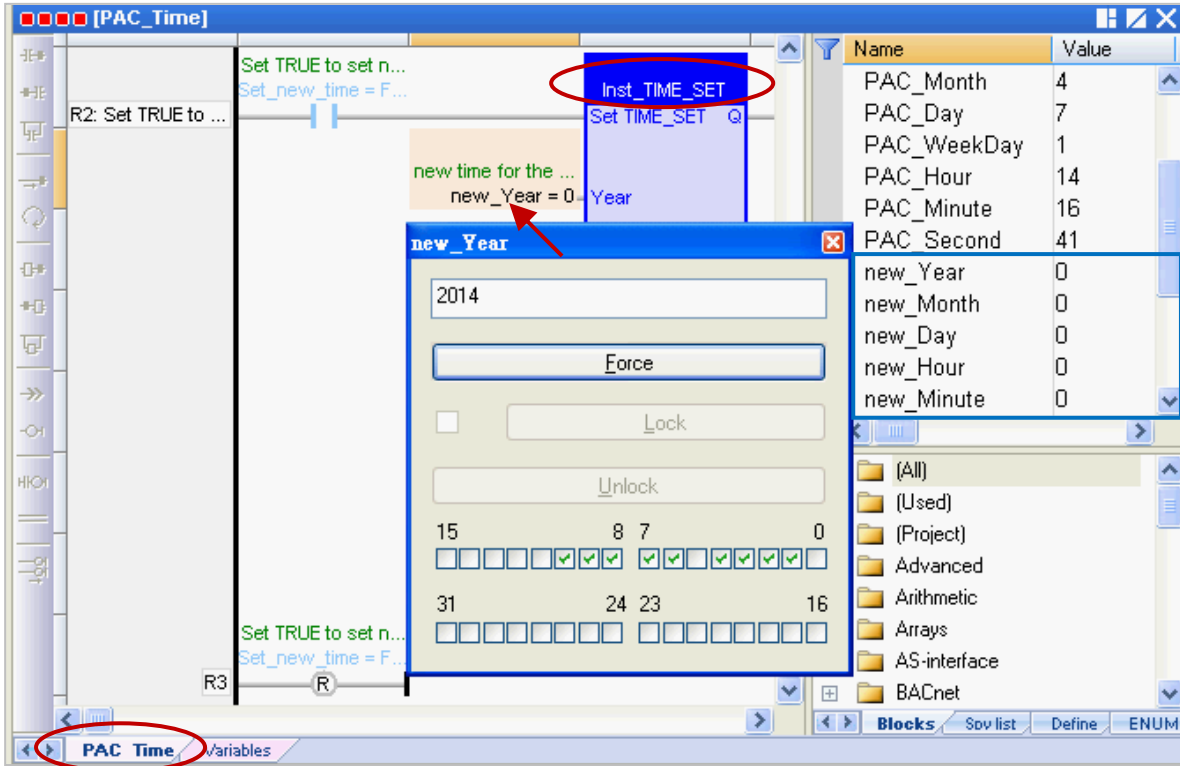 [PAC_Time]
Set TRUE to set n...
Set_new_time = F...
R2: Set TRUE to ...
Inst_TIME_SET
Set TIME_SET Q
new time for the ...
new_Year = 0
Year
new_Year
2014
Force
Lock
Unlock
15 8 7 0
31 24 23 16
Set TRUE to set n...
Set_new_time = F...
R3
R
PAC_Time Variables
Name Value
PAC_Month 4
PAC_Day 7
PAC_WeekDay 1
PAC_Hour 14
PAC_Minute 16
PAC_Second 41
new_Year 0
new_Month 0
new_Day 0
new_Hour 0
new_Minute 0
(All)
(Used)
(Project)
Advanced
Arithmetic
Arrays
AS-interface
BACnet
Blocks Spy list Define ENUM